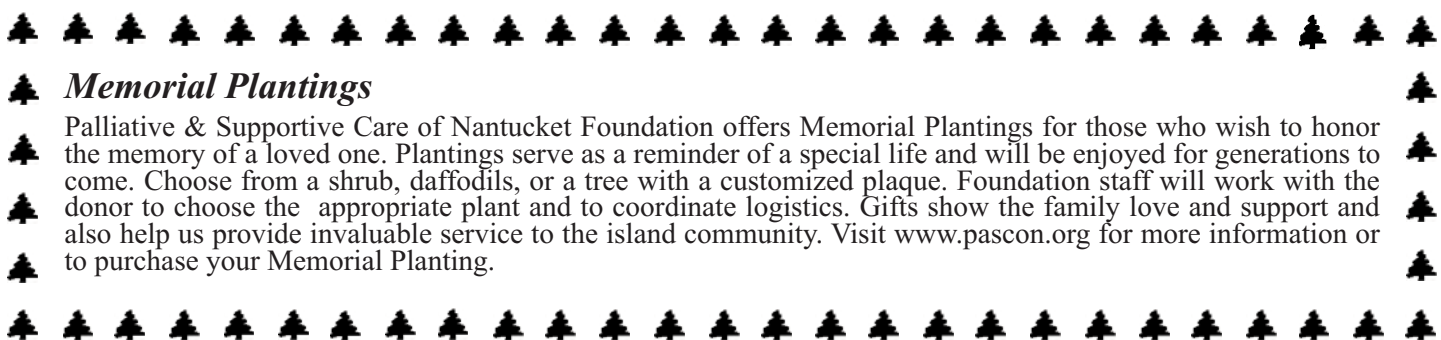 Memorial Plantings
Palliative & Supportive Care of Nantucket Foundation offers Memorial Plantings for those who wish to honor
the memory of a loved one. Plantings serve as a reminder of a special life and will be enjoyed for generations to
come. Choose from a shrub, daffodils, or a tree with a customized plaque. Foundation staff will work with the
donor to choose the  appropriate plant and to coordinate logistics. Gifts show the family love and support and
also help us provide invaluable service to the island community. Visit www.pascon.org for more information or
to purchase your Memorial Planting.